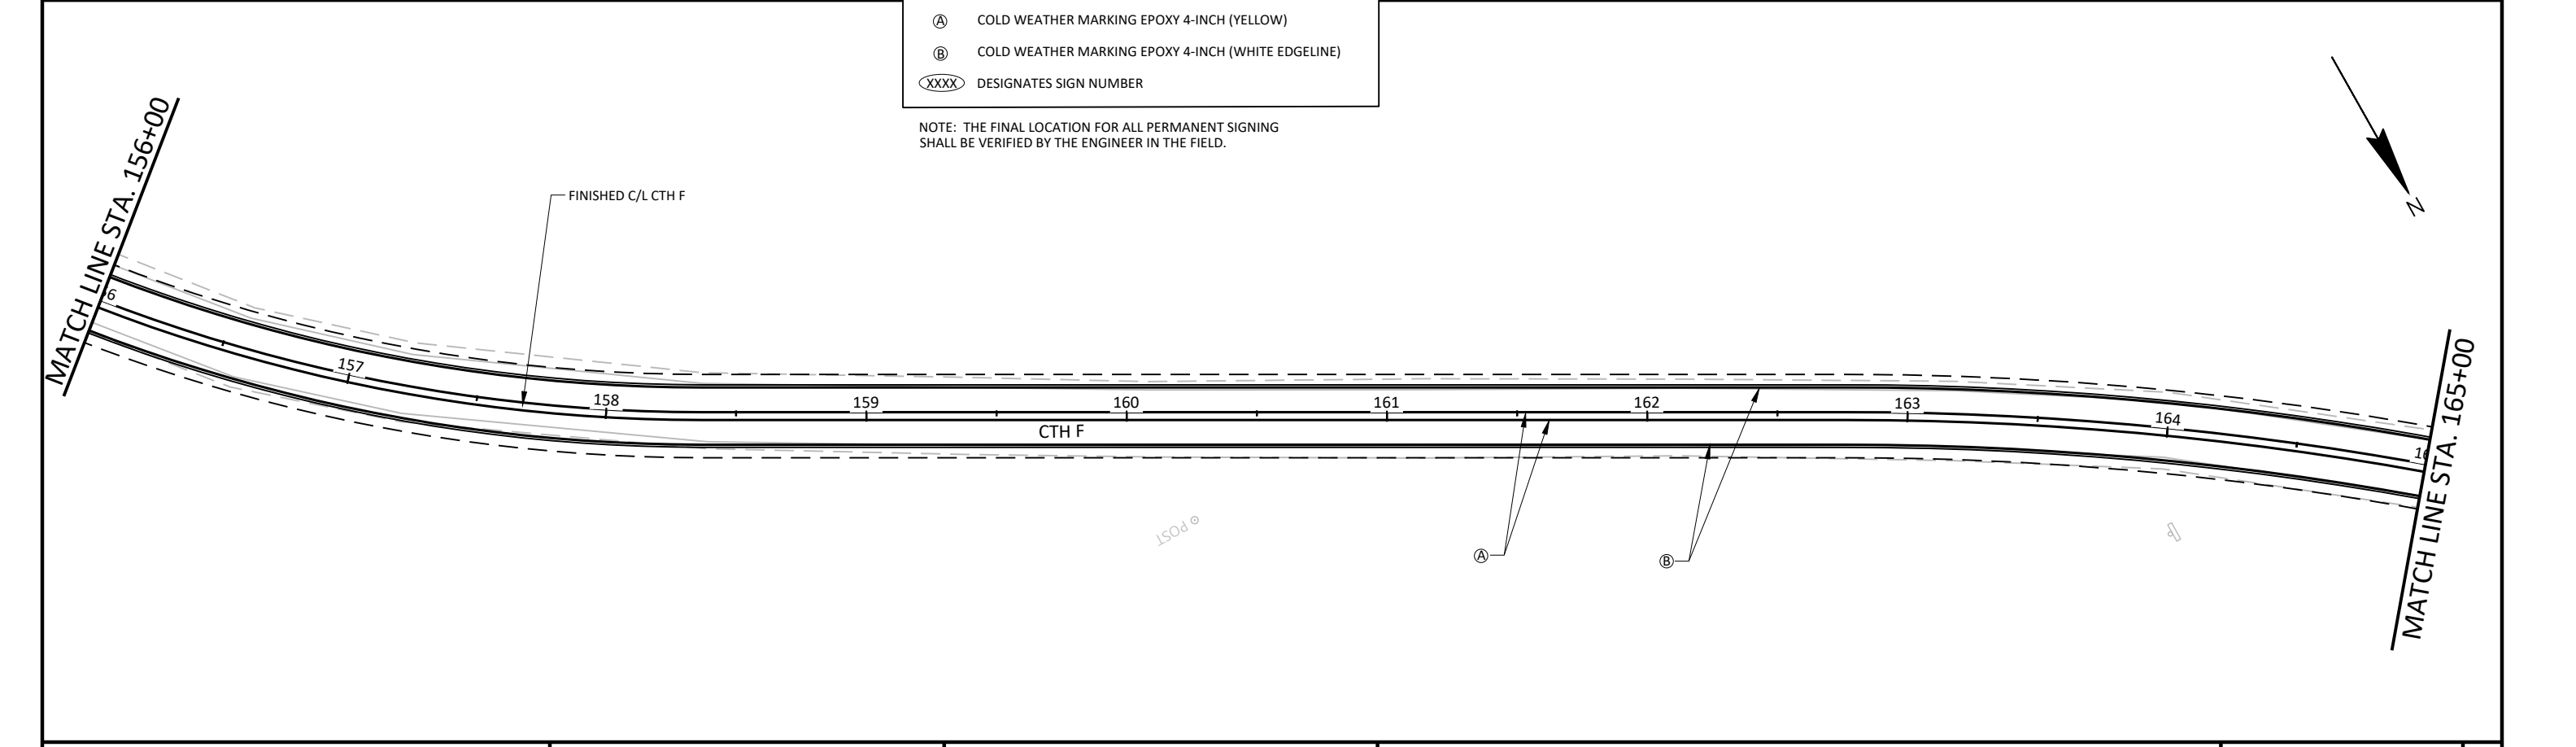 Ⓐ COLD WEATHER MARKING EPOXY 4-INCH (YELLOW)
Ⓑ COLD WEATHER MARKING EPOXY 4-INCH (WHITE EDGELINE)
XXXX DESIGNATES SIGN NUMBER
NOTE: THE FINAL LOCATION FOR ALL PERMANENT SIGNING
SHALL BE VERIFIED BY THE ENGINEER IN THE FIELD.
MATCH LINE STA. 156+00
FINISHED C/L CTH F
N
6
157
158
159
160
161
162
163
164
16
CTH F
MATCH LINE STA. 165+00
POST
Ⓐ
Ⓑ